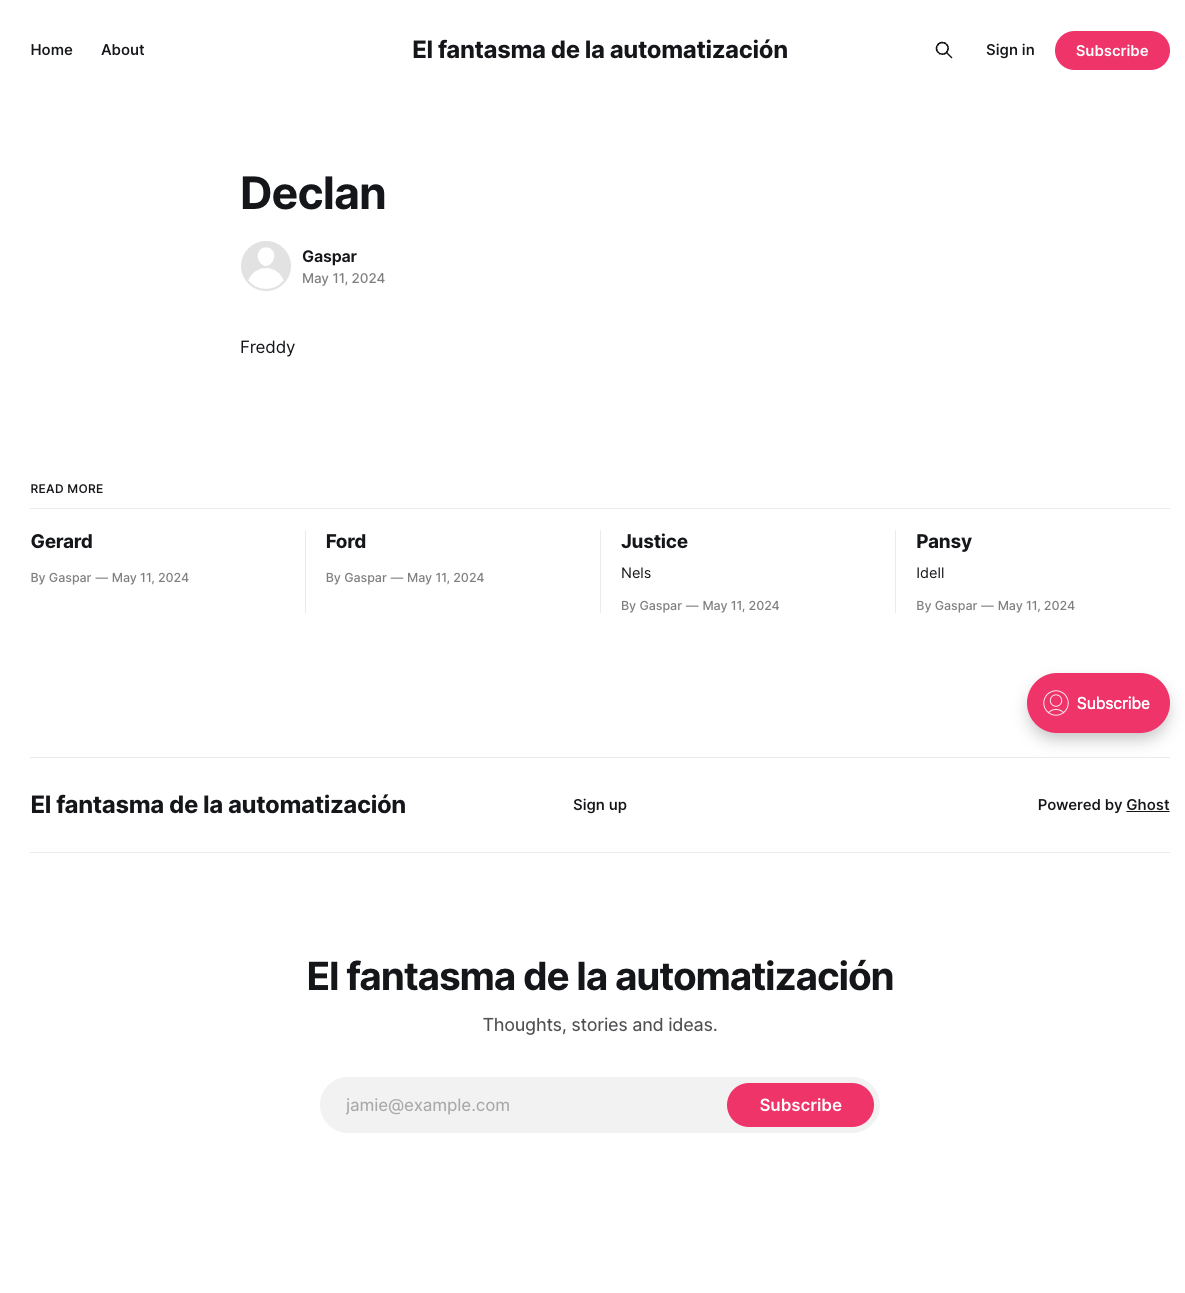 Home About El fantasma de la automatización Sign in Subscribe
Declan
Gaspar
May 11, 2024
Freddy
READ MORE
Gerard
By Gaspar — May 11, 2024
Ford
By Gaspar — May 11, 2024
Justice
Nels
By Gaspar — May 11, 2024
Pansy
Idell
By Gaspar — May 11, 2024
Subscribe
El fantasma de la automatización Sign up Powered by Ghost
El fantasma de la automatización
Thoughts, stories and ideas.
jamie@example.com Subscribe